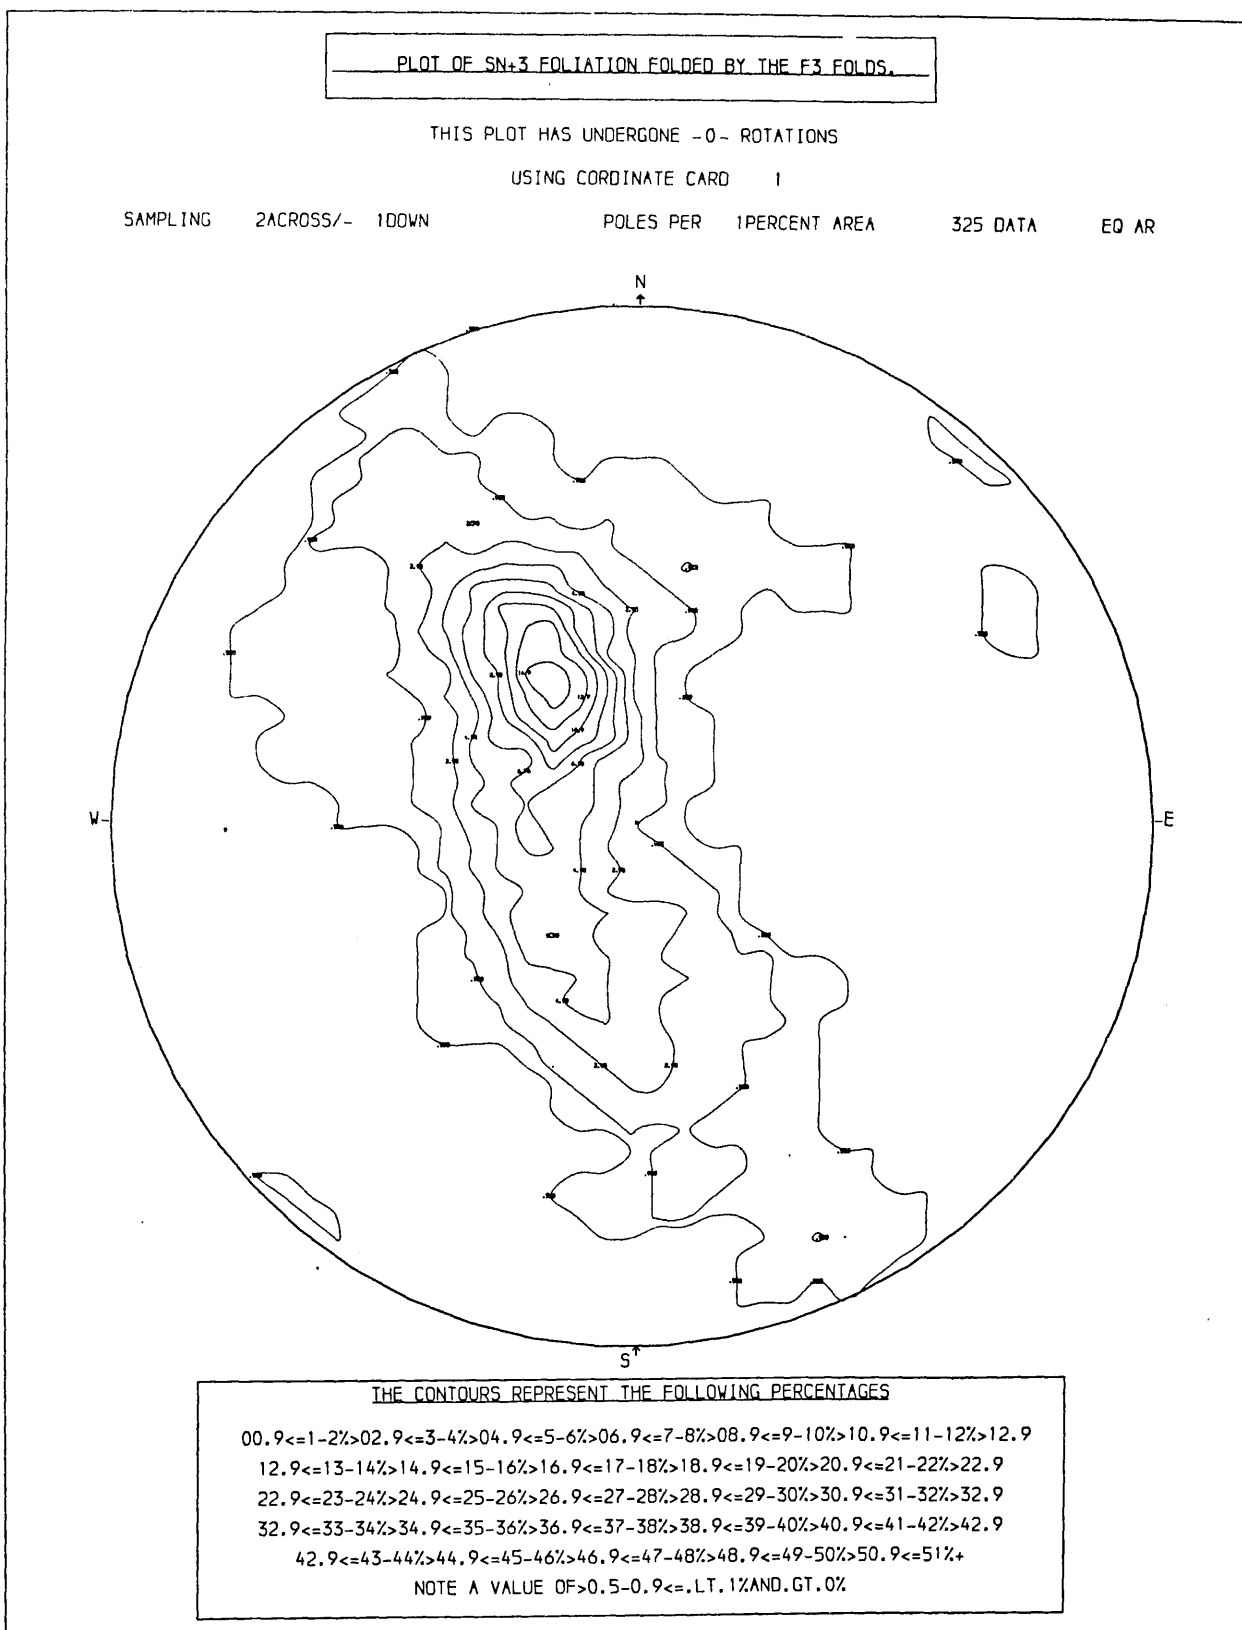 PLOT OF SN+3 FOLIATION FOLDED BY THE F3 FOLDS.
THIS PLOT HAS UNDERGONE -0- ROTATIONS
USING CORDINATE CARD 1
SAMPLING 2ACROSS/- 1DOWN POLES PER 1PERCENT AREA 325 DATA EQ AR
N
W
E
S
THE CONTOURS REPRESENT THE FOLLOWING PERCENTAGES
00.9<=1-2%>02.9<=3-4%>04.9<=5-6%>06.9<=7-8%>08.9<=9-10%>10.9<=11-12%>12.9
12.9<=13-14%>14.9<=15-16%>16.9<=17-18%>18.9<=19-20%>20.9<=21-22%>22.9
22.9<=23-24%>24.9<=25-26%>26.9<=27-28%>28.9<=29-30%>30.9<=31-32%>32.9
32.9<=33-34%>34.9<=35-36%>36.9<=37-38%>38.9<=39-40%>40.9<=41-42%>42.9
42.9<=43-44%>44.9<=45-46%>46.9<=47-48%>48.9<=49-50%>50.9<=51%+
NOTE A VALUE OF>0.5-0.9<=.LT.1%AND.GT.0%